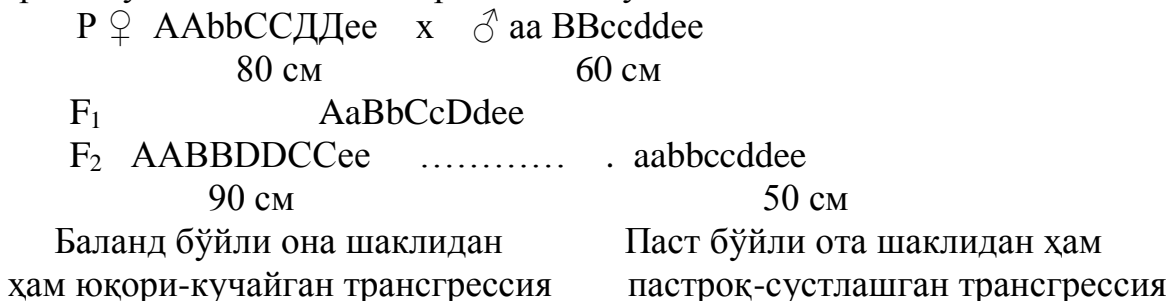 Р ♀ AAbbCCДДee х ♂ aa BBccddee
80 см 60 см
F₁ AaBbCcDdee
F₂ AABBDDCCee ………… . aabbccddee
90 см 50 см
Баланд бўйли она шаклидан Паст бўйли ота шаклидан ҳам
ҳам юқори-кучайган трансгрессия пастроқ-сустлашган трансгрессия